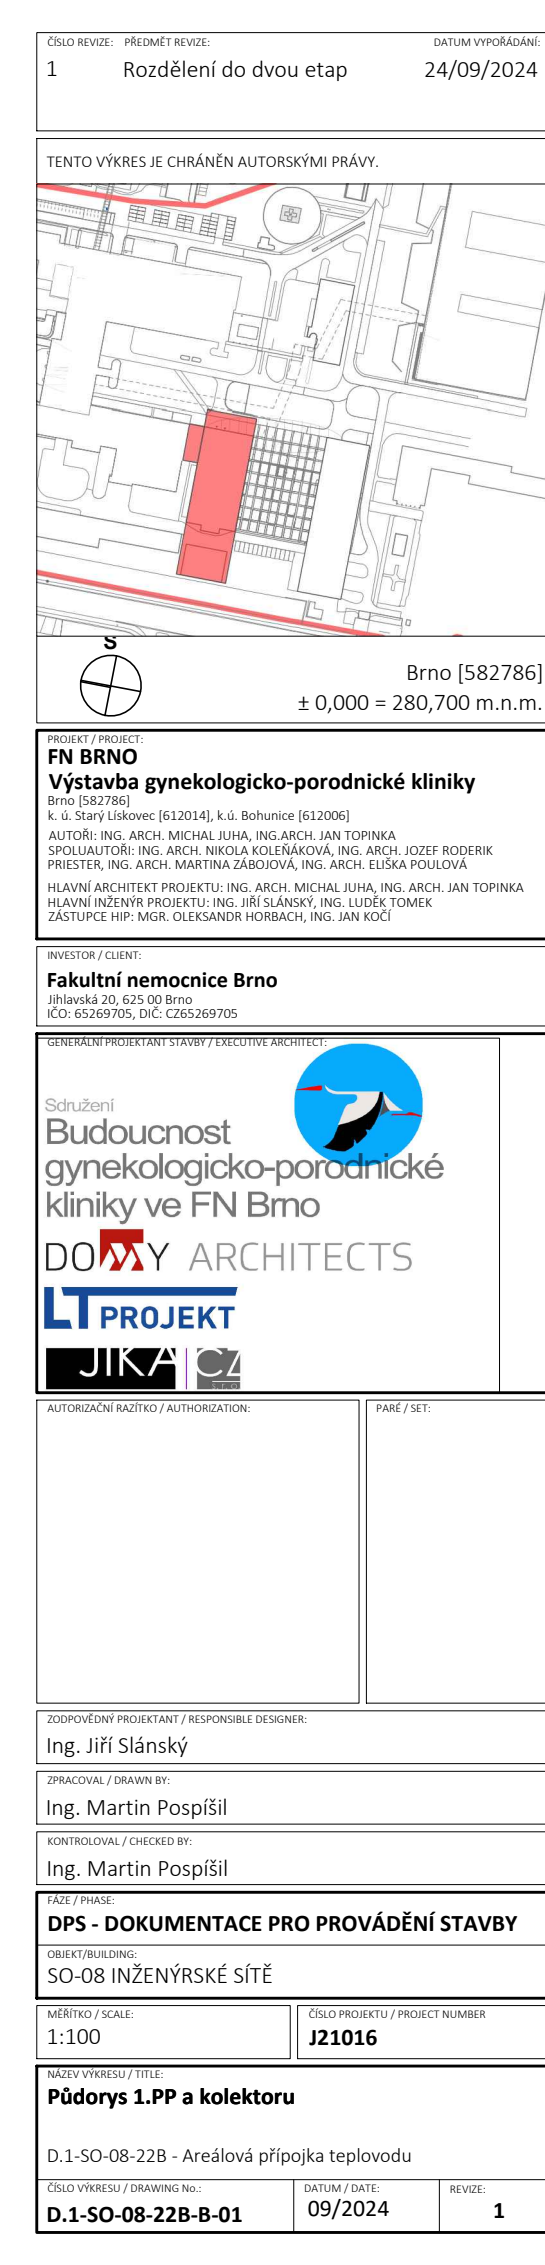 ČÍSLO REVIZE: PŘEDMĚT REVIZE: DATUM VYPOŘÁDÁNÍ:
1 Rozdělení do dvou etap 24/09/2024
TENTO VÝKRES JE CHRÁNĚN AUTORSKÝMI PRÁVY.
S
Brno [582786]
± 0,000 = 280,700 m.n.m.
PROJEKT / PROJECT:
FN BRNO
Výstavba gynekologicko-porodnické kliniky
Brno [582786]
k. ú. Starý Lískovec [612014], k.ú. Bohunice [612006]
AUTOŘI: ING. ARCH. MICHAL JUHA, ING.ARCH. JAN TOPINKA
SPOLUAUTOŘI: ING. ARCH. NIKOLA KOLEŇÁKOVÁ, ING. ARCH. JOZEF RODERIK
PRIESTER, ING. ARCH. MARTINA ZÁBOJOVÁ, ING. ARCH. ELIŠKA POULOVÁ
HLAVNÍ ARCHITEKT PROJEKTU: ING. ARCH. MICHAL JUHA, ING. ARCH. JAN TOPINKA
HLAVNÍ INŽENÝR PROJEKTU: ING. JIŘÍ SLÁNSKÝ, ING. LUDĚK TOMEK
ZÁSTUPCE HIP: MGR. OLEKSANDR HORBACH, ING. JAN KOČÍ
INVESTOR / CLIENT:
Fakultní nemocnice Brno
Jihlavská 20, 625 00 Brno
IČO: 65269705, DIČ: CZ65269705
GENERÁLNÍ PROJEKTANT STAVBY / EXECUTIVE ARCHITECT:
Sdružení
Budoucnost
gynekologicko-porodnické
kliniky ve FN Brno
DOMY ARCHITECTS
LT PROJEKT
JIKA CZ
s.r.o.
AUTORIZAČNÍ RAZÍTKO / AUTHORIZATION: PARÉ / SET:
ZODPOVĚDNÝ PROJEKTANT / RESPONSIBLE DESIGNER:
Ing. Jiří Slánský
ZPRACOVAL / DRAWN BY:
Ing. Martin Pospíšil
KONTROLOVAL / CHECKED BY:
Ing. Martin Pospíšil
FÁZE / PHASE:
DPS - DOKUMENTACE PRO PROVÁDĚNÍ STAVBY
OBJEKT/BUILDING:
SO-08 INŽENÝRSKÉ SÍTĚ
MĚŘÍTKO / SCALE: ČÍSLO PROJEKTU / PROJECT NUMBER
1:100 J21016
NÁZEV VÝKRESU / TITLE:
Půdorys 1.PP a kolektoru
D.1-SO-08-22B - Areálová přípojka teplovodu
ČÍSLO VÝKRESU / DRAWING No.: DATUM / DATE: REVIZE:
D.1-SO-08-22B-B-01 09/2024 1